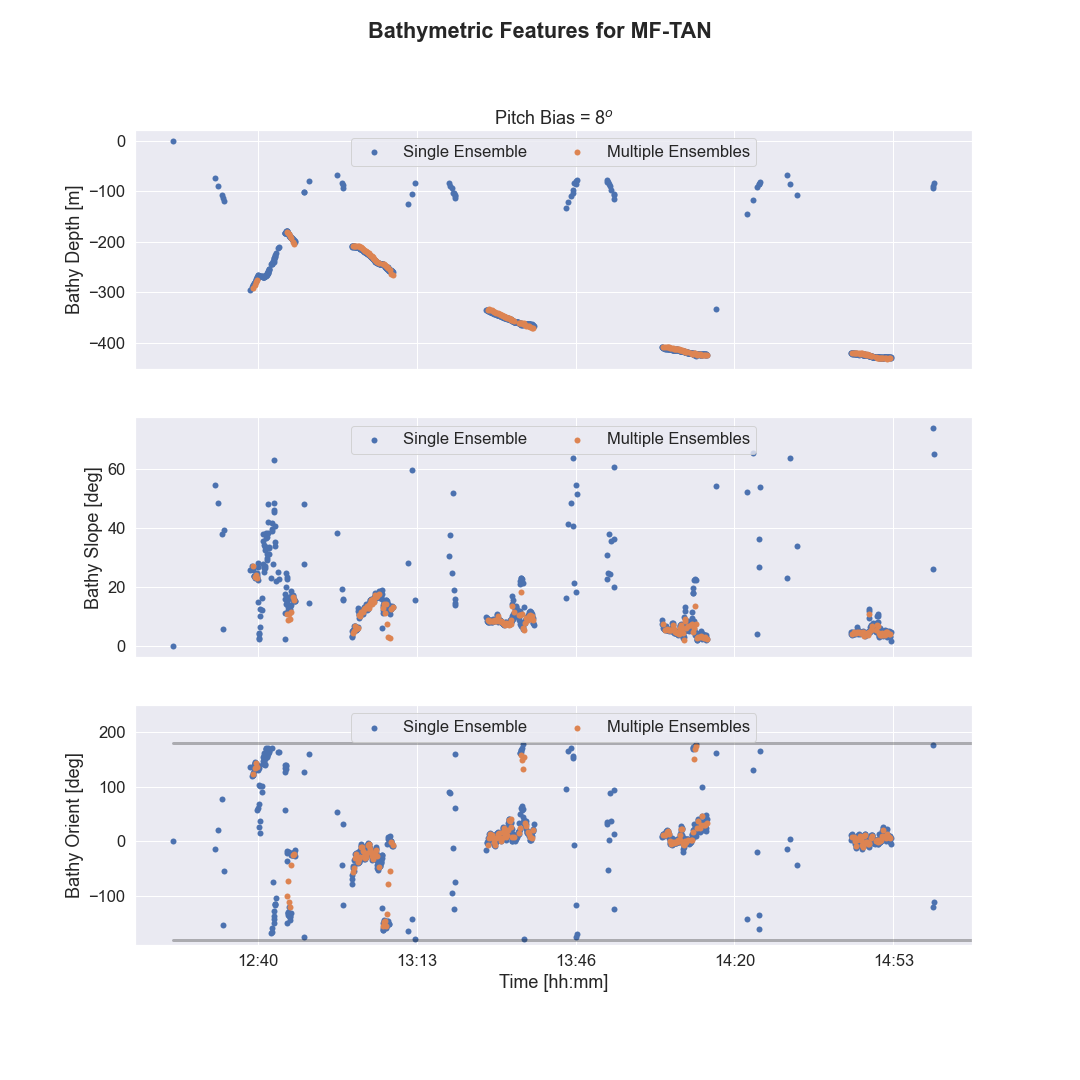 Bathymetric Features for MF-TAN
Pitch Bias = 8º
Single Ensemble Multiple Ensembles
0
−100
−200
−300
−400
Bathy Depth [m]
Single Ensemble Multiple Ensembles
60
40
20
0
Bathy Slope [deg]
Single Ensemble Multiple Ensembles
200
100
0
−100
Bathy Orient [deg]
12:40 13:13 13:46 14:20 14:53
Time [hh:mm]